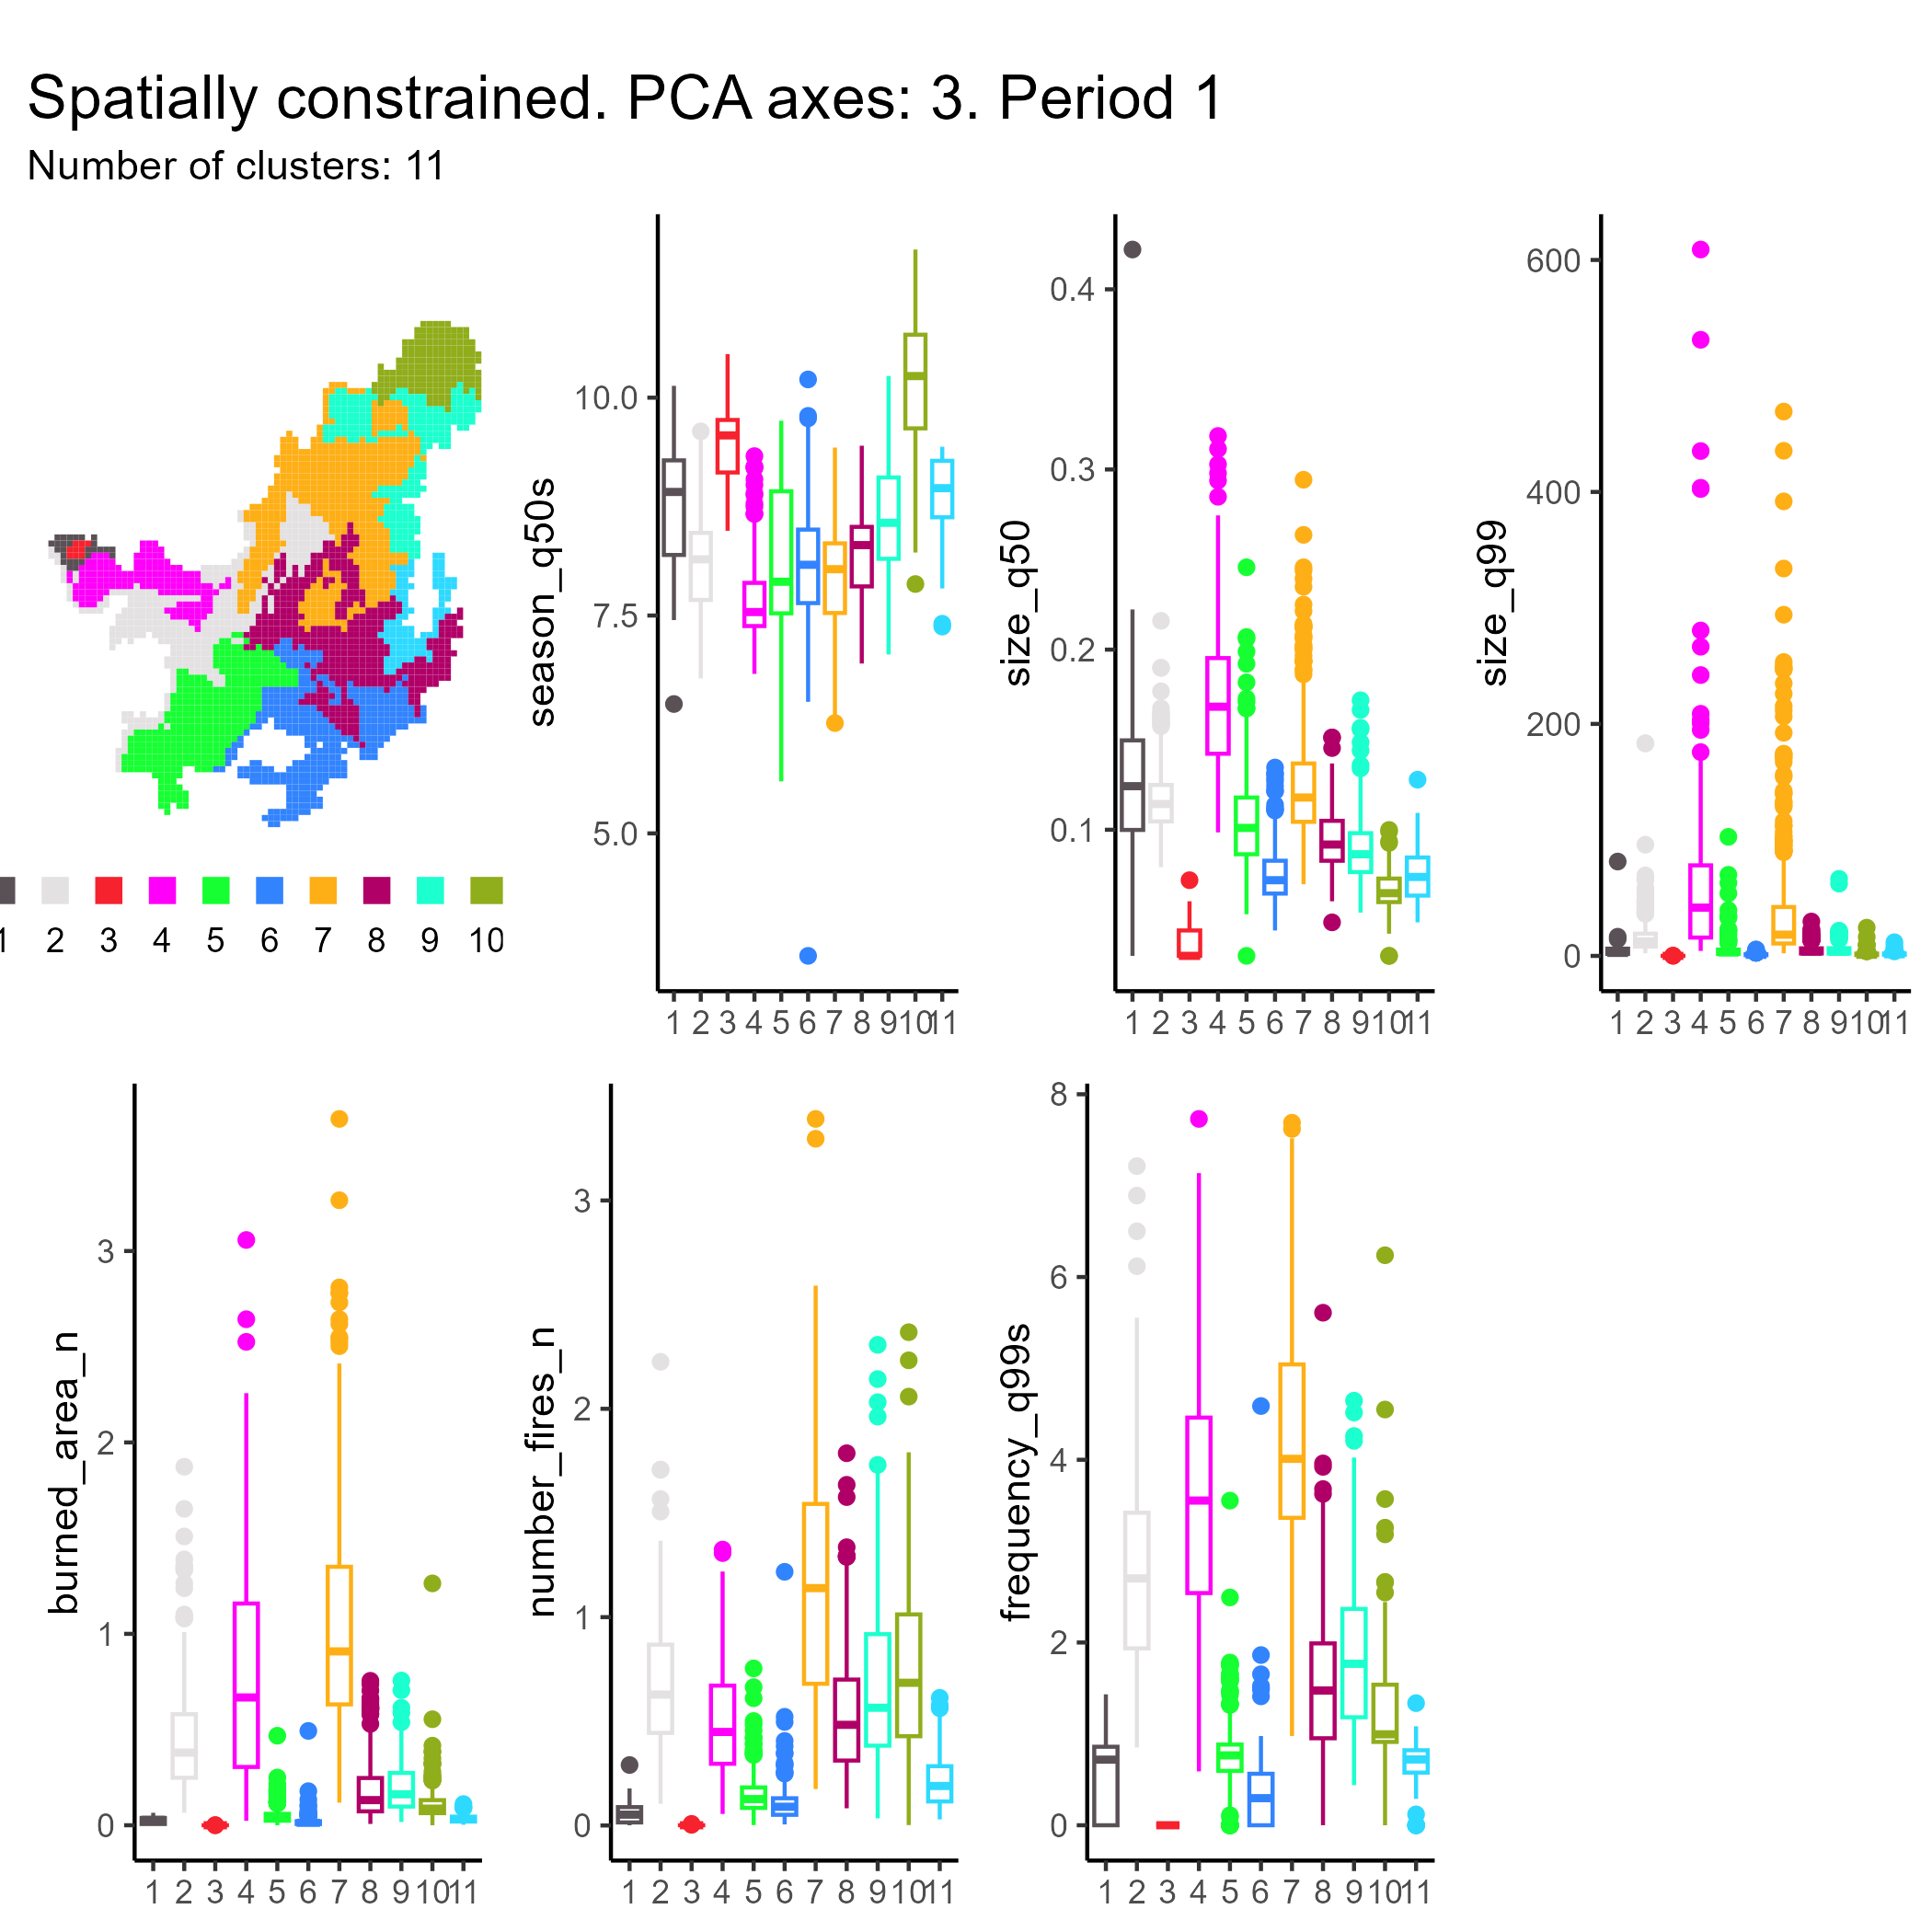 Spatially constrained. PCA axes: 3. Period 1
Number of clusters: 11
1 2 3 4 5 6 7 8 9 10
season_q50s
10.0
7.5
5.0
1 2 3 4 5 6 7 8 9 10 11
size_q50
0.4
0.3
0.2
0.1
1 2 3 4 5 6 7 8 9 10 11
size_q99
600
400
200
0
1 2 3 4 5 6 7 8 9 10 11
burned_area_n
3
2
1
0
1 2 3 4 5 6 7 8 9 10 11
number_fires_n
3
2
1
0
1 2 3 4 5 6 7 8 9 10 11
frequency_q99s
8
6
4
2
0
1 2 3 4 5 6 7 8 9 10 11